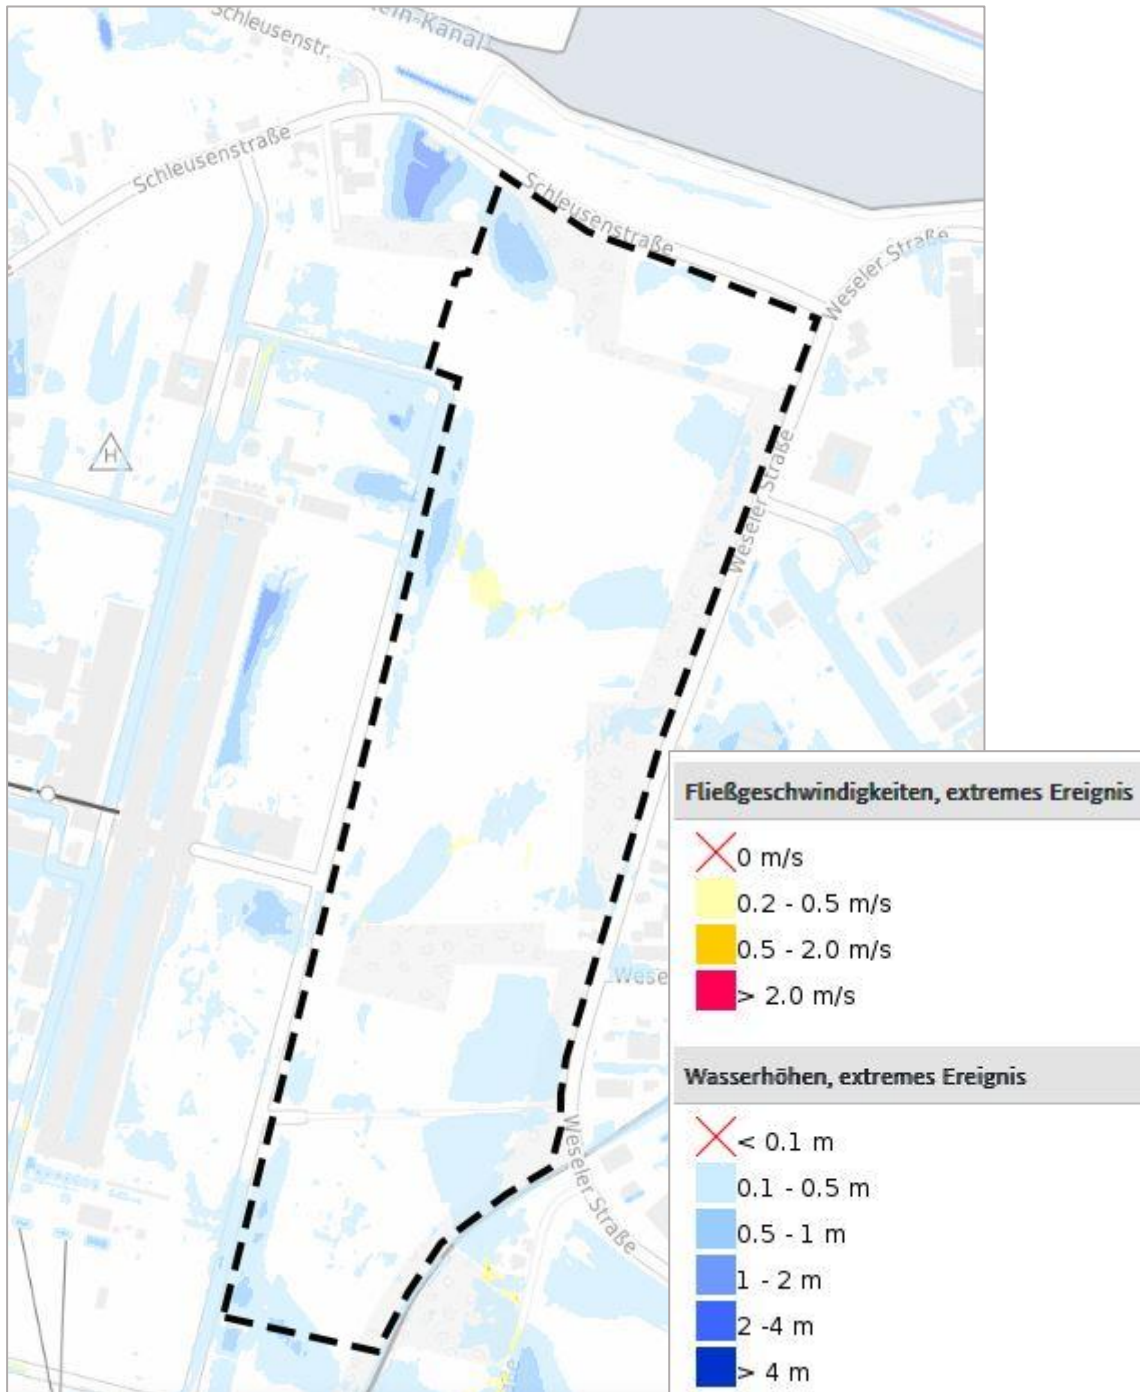 Schleusenstr.
ein-Kanal
Schleusenstraße
Schleusenstraße
Weseler Straße
H
Weseler Straße
Wese
Weseler Straße
aße
Fließgeschwindigkeiten, extremes Ereignis
0 m/s
0.2 - 0.5 m/s
0.5 - 2.0 m/s
> 2.0 m/s
Wasserhöhen, extremes Ereignis
< 0.1 m
0.1 - 0.5 m
0.5 - 1 m
1 - 2 m
2 -4 m
> 4 m